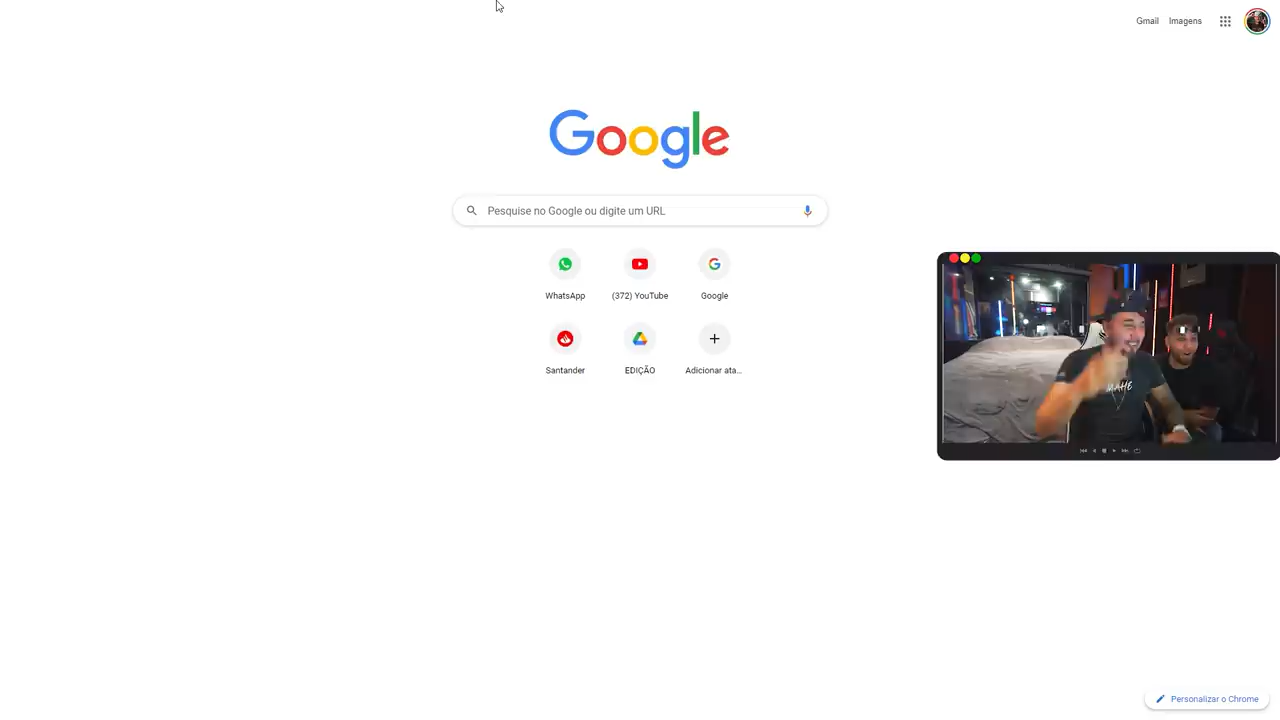 Gmail
Imagens
Google
Pesquise no Google ou digite um URL
WhatsApp
(372) YouTube
Google
Santander
EDIÇÃO
Adicionar ata...
Personalizar o Chrome